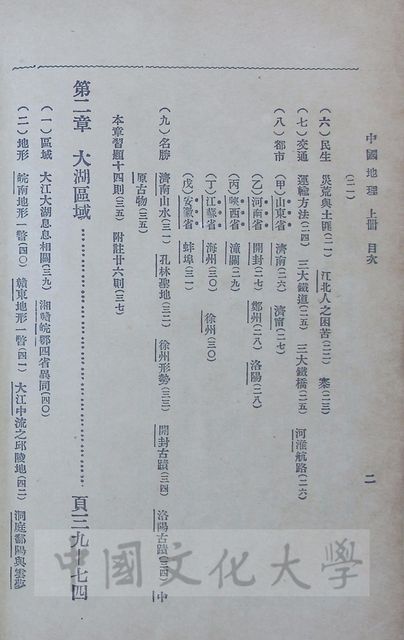 中國地理 上冊 目次
二
(二一)
(六)民生 災荒與土匪(二一) 江北人之困苦(二二) 寨(二三)
(七)交通 運輸方法(二四) 三大鐵道(二五) 三大鐵橋(二五) 河淮航路(二六)
(八)都市 (甲)山東省 濟南(二六) 濟甯(二七)
(乙)河南省 開封(二七) 鄭州(二八) 洛陽(二八)
(丙)陝西省 潼關(二九)
(丁)江蘇省 海州(三〇) 徐州(三〇)
(戊)安徽省 蚌埠(三一)
(九)名勝 濟南山水(三一) 孔林聖地(三二) 徐州形勢(三三) 開封古蹟(三四) 洛陽古蹟(三四) 中
原古物(三五)
本章習題十四則(三五) 附註廿六則(三七)
第二章 大湖區域……………………頁三九—七四
(一)區域 大江大湖息息相關(三九) 湘贛皖鄂四省異同(四〇)
(二)地形 皖南地形一瞥(四〇) 贛東地形一瞥(四一) 大江中流之邱陵地(四二) 洞庭鄱陽與雲夢
中國文化大學